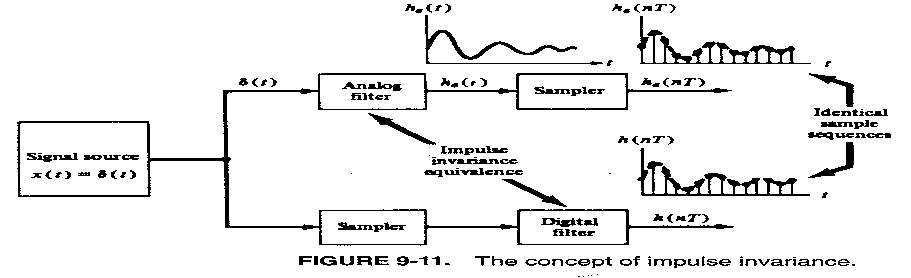 hₐ(t)
hₐ(nT)
t
t
δ(t)
Analog
filter
hₐ(t)
Sampler
hₐ(nT)
Identical
sample
sequences
Signal source
x(t) = δ(t)
Impulse
invariance
equivalence
h(nT)
t
Sampler
Digital
filter
h(nT)
FIGURE 9-11. The concept of impulse invariance.